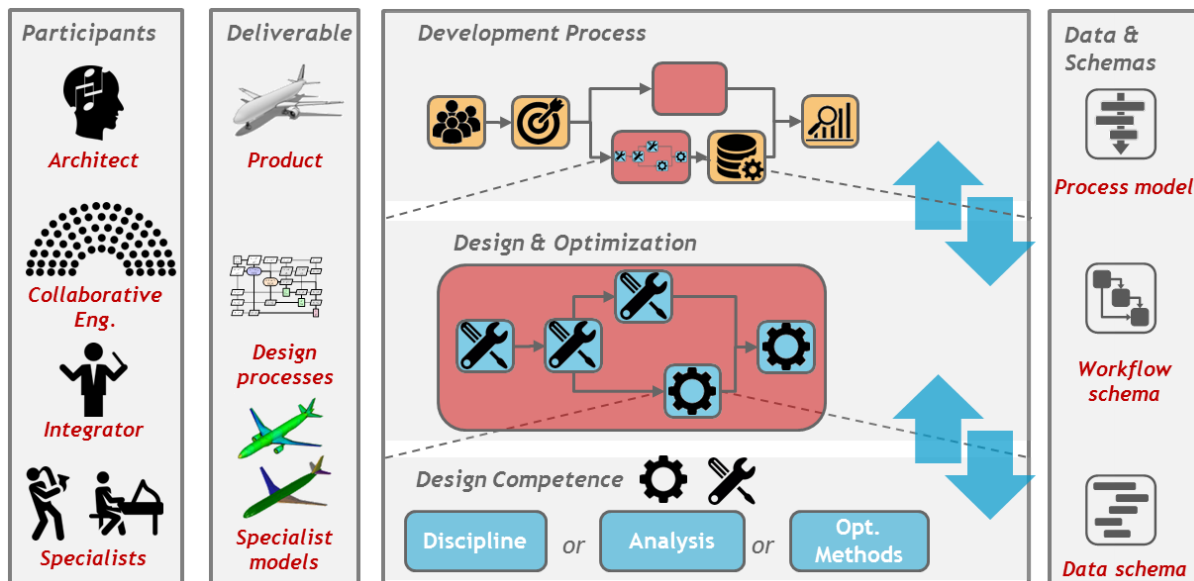 Participants
Architect
Collaborative
Eng.
Integrator
Specialists
Deliverable
Product
Design
processes
Specialist
models
Development Process
Design & Optimization
Design Competence
Discipline
or
Analysis
or
Opt.
Methods
Data &
Schemas
Process model
Workflow
schema
Data schema